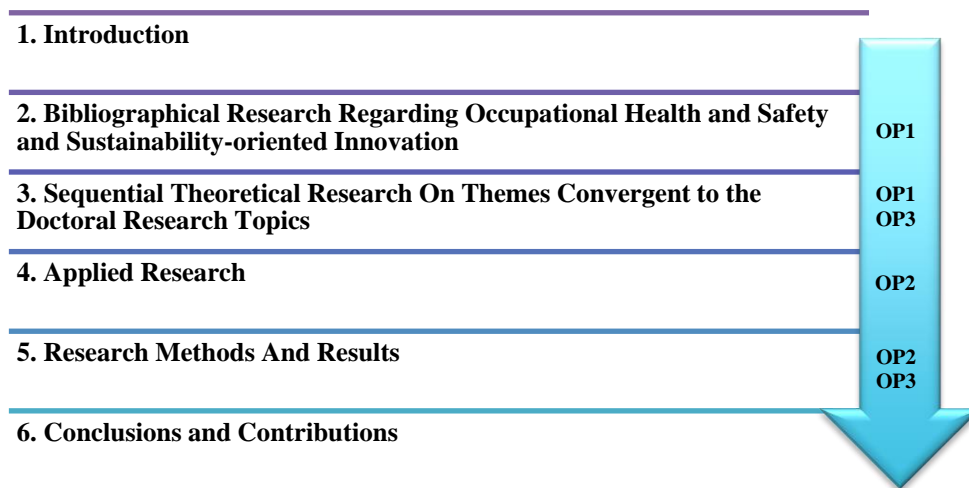 1. Introduction
2. Bibliographical Research Regarding Occupational Health and Safety
and Sustainability-oriented Innovation
OP1
3. Sequential Theoretical Research On Themes Convergent to the
Doctoral Research Topics
OP1
OP3
4. Applied Research
OP2
5. Research Methods And Results
OP2
OP3
6. Conclusions and Contributions